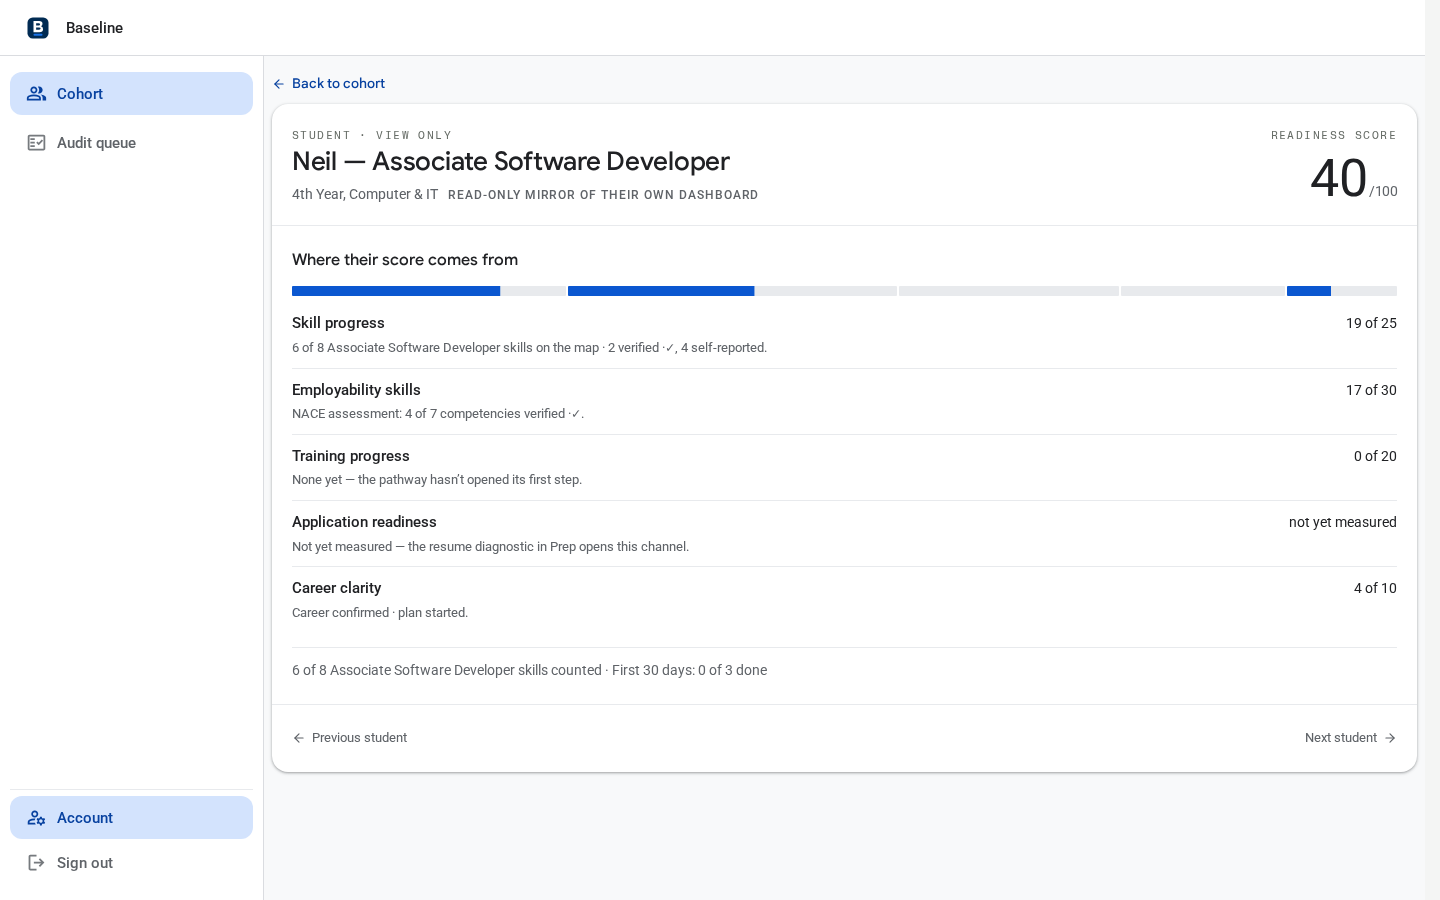 B Baseline
Cohort
Audit queue
Account
Sign out
← Back to cohort
STUDENT · VIEW ONLY
Neil — Associate Software Developer
4th Year, Computer & IT READ-ONLY MIRROR OF THEIR OWN DASHBOARD
READINESS SCORE
40/100
Where their score comes from
Skill progress 19 of 25
6 of 8 Associate Software Developer skills on the map · 2 verified ·✓, 4 self-reported.
Employability skills 17 of 30
NACE assessment: 4 of 7 competencies verified ·✓.
Training progress 0 of 20
None yet — the pathway hasn’t opened its first step.
Application readiness not yet measured
Not yet measured — the resume diagnostic in Prep opens this channel.
Career clarity 4 of 10
Career confirmed · plan started.
6 of 8 Associate Software Developer skills counted · First 30 days: 0 of 3 done
← Previous student Next student →